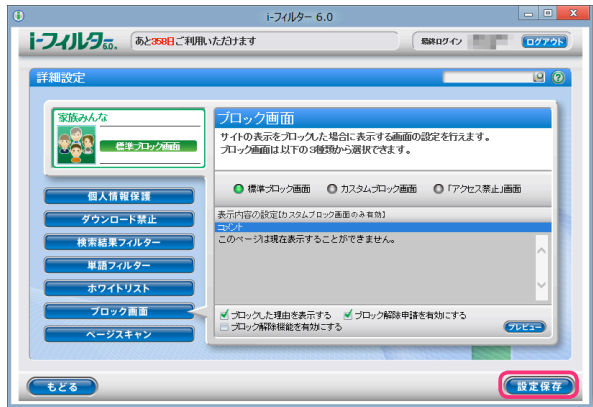 i-フィルター 6.0
i-フィルター6.0. あと358日ご利用いただけます 最終ログイン ログアウト
詳細設定
家族みんな
標準ブロック画面
個人情報保護
ダウンロード禁止
検索結果フィルター
単語フィルター
ホワイトリスト
ブロック画面
ページスキャン
ブロック画面
サイトの表示をブロックした場合に表示する画面の設定を行えます。
ブロック画面は以下の3種類から選択できます。
標準ブロック画面 カスタムブロック画面 「アクセス禁止」画面
表示内容の設定[カスタムブロック画面のみ有効]
コメント
このページは現在表示することができません。
ブロックした理由を表示する ブロック解除申請を有効にする
ブロック解除機能を有効にする
プレビュー
もどる 設定保存